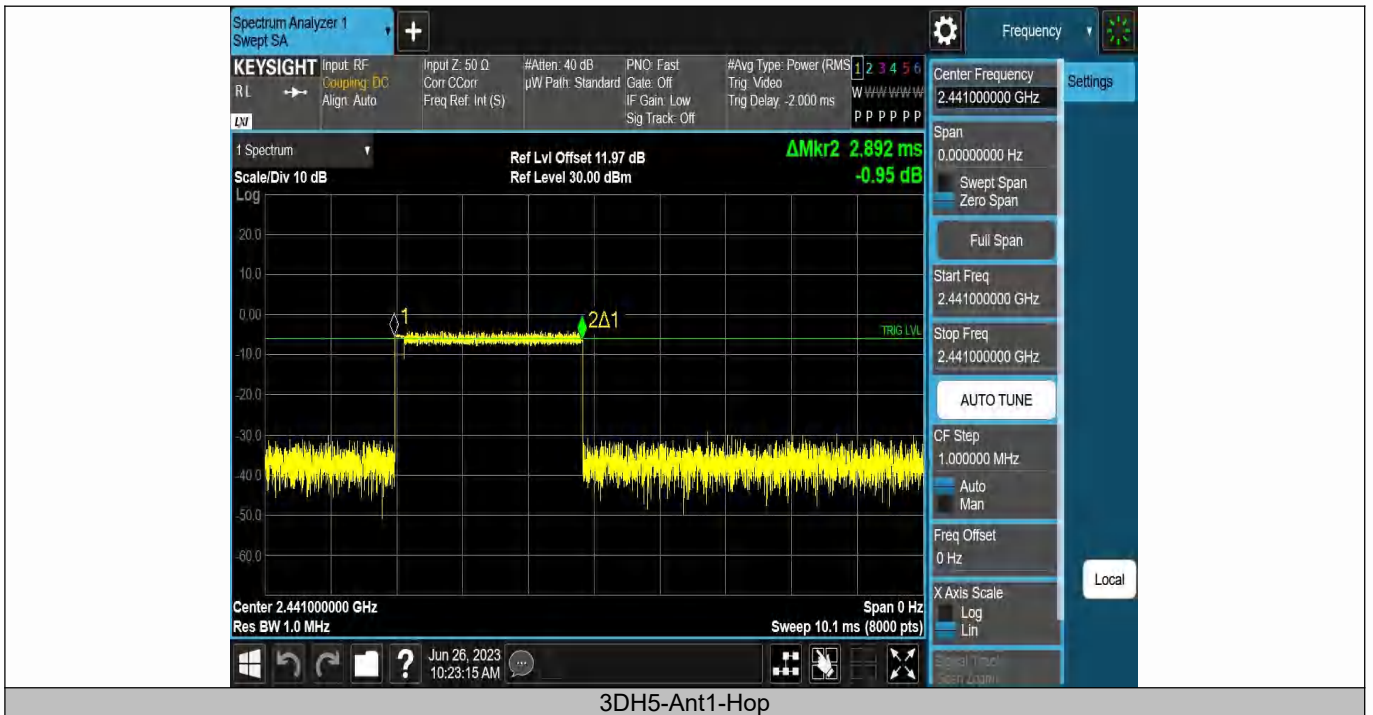 Spectrum Analyzer 1
Swept SA
+
Frequency
KEYSIGHT
R L
LXI
Input: RF
Coupling: DC
Align: Auto
Input Z: 50 Ω
Corr CCorr
Freq Ref: Int (S)
#Atten: 40 dB
µW Path: Standard
PNO: Fast
Gate: Off
IF Gain: Low
Sig Track: Off
#Avg Type: Power (RMS
Trig: Video
Trig Delay: -2.000 ms
1 2 3 4 5 6
W W W W W W
P P P P P P
1 Spectrum
Scale/Div 10 dB
Log
Ref Lvl Offset 11.97 dB
Ref Level 30.00 dBm
ΔMkr2 2.892 ms
-0.95 dB
20.0
10.0
0.00
-10.0
-20.0
-30.0
-40.0
-50.0
-60.0
1
2Δ1
TRIG LVL
Center 2.441000000 GHz
Res BW 1.0 MHz
Span 0 Hz
Sweep 10.1 ms (8000 pts)
Center Frequency
2.441000000 GHz
Span
0.00000000 Hz
Swept Span
Zero Span
Full Span
Start Freq
2.441000000 GHz
Stop Freq
2.441000000 GHz
AUTO TUNE
CF Step
1.000000 MHz
Auto
Man
Freq Offset
0 Hz
X Axis Scale
Log
Lin
Signal Track
Settings
Local
?
Jun 26, 2023
10:23:15 AM
3DH5-Ant1-Hop